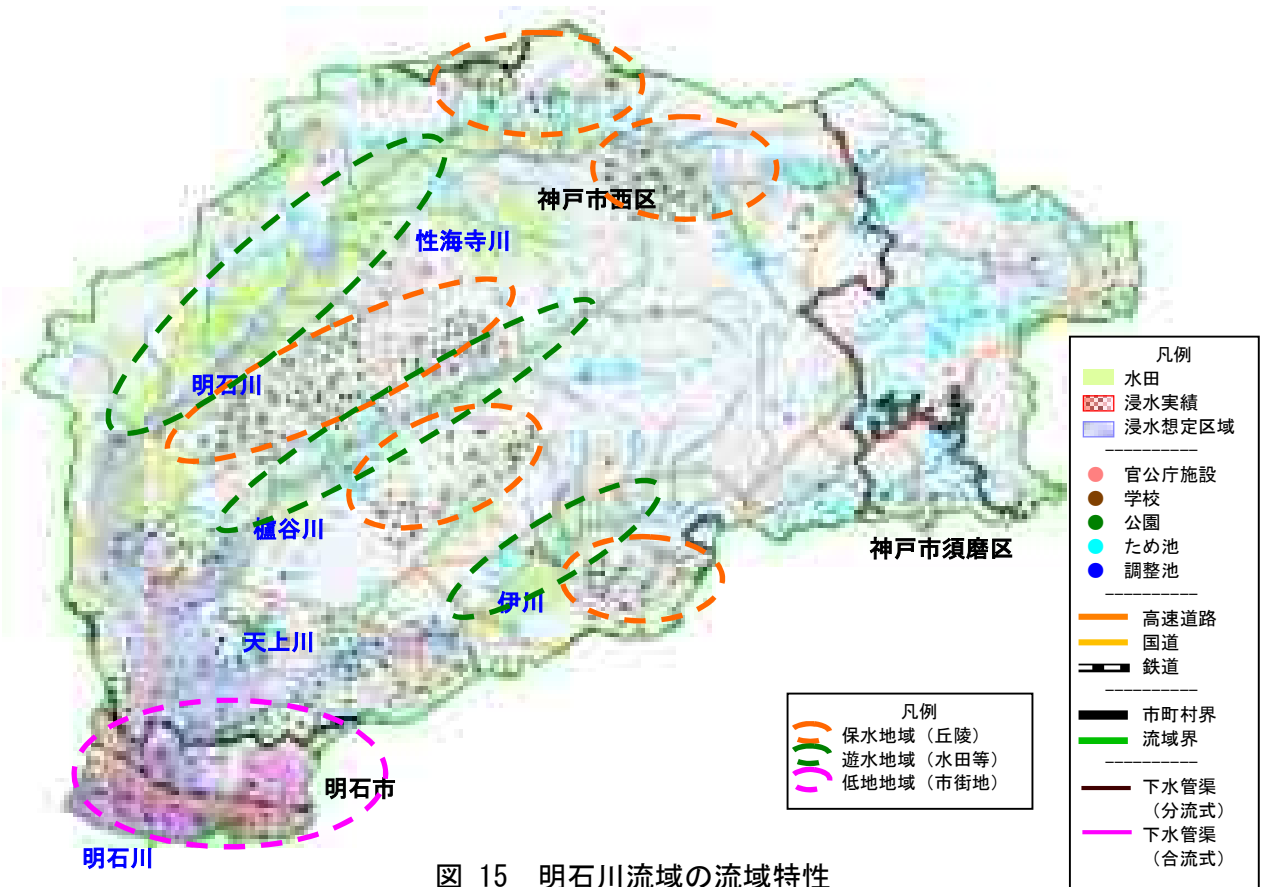 神戸市西区
性海寺川
明石川
櫨谷川
伊川
天上川
神戸市須磨区
明石市
明石川
凡例
水田
浸水実績
浸水想定区域
官公庁施設
学校
公園
ため池
調整池
高速道路
国道
鉄道
市町村界
流域界
下水管渠
（分流式）
下水管渠
（合流式）
凡例
保水地域（丘陵）
遊水地域（水田等）
低地地域（市街地）
図 15 明石川流域の流域特性